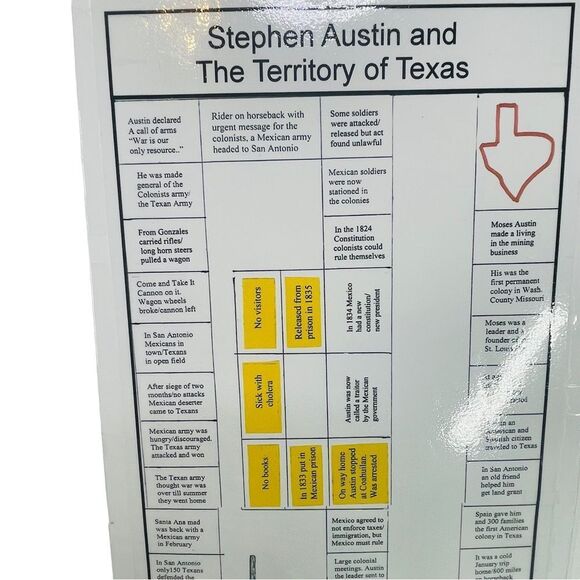 Stephen Austin and
The Territory of Texas
Austin declared
A call of arms
"War is our
only resource.."
Rider on horseback with
urgent message for the
colonists, a Mexican army
headed to San Antonio
Some soldiers
were attacked/
released but act
found unlawful
He was made
general of the
Colonists army/
the Texan Army
Mexican soldiers
were now
stationed in the
colonies
From Gonzales
carried rifles/
long horn steers
pulled a wagon
In the 1824
Constitution
colonists could
rule themselves
Moses Austin
made a living
in the mining
business
Come and Take It
Cannon on it.
Wagon wheels
broke/cannon left
No visitors
Released from
prison in 1835
In 1834 Mexico
had a new
constitution/
new president
His was the
first permanent
colony in Wash.
County Missouri
In San Antonio
Mexicans in
town/Texans
in open field
Moses was a
leader and
founder of
St. Louis
After siege of two
months/no attacks
Mexican deserter
came to Texans
Sick with
cholera
Austin was now
called a traitor
by the Mexican
government
Mexican army was
hungry/discouraged.
The Texan army
attacked and won
an
and
citizen
traveled to Texas
The Texan army
thought war was
over till summer
they went home
No books
In 1833 put in
Mexican prison
On way home
Austin stopped
at Coahuilan.
Was arrested
In San Antonio
an old friend
helped him
get land grant
Santa Ana mad
was back with a
Mexican army
in February
Mexico agreed to
not enforce taxes/
immigration, but
Mexico must rule
Spain gave him
and 300 families
the first American
colony in Texas
In San Antonio
only150 Texans
defended the
Large colonial
meetings. Austin
the leader sent to
It was a cold
January trip
home/600 miles
on horseback